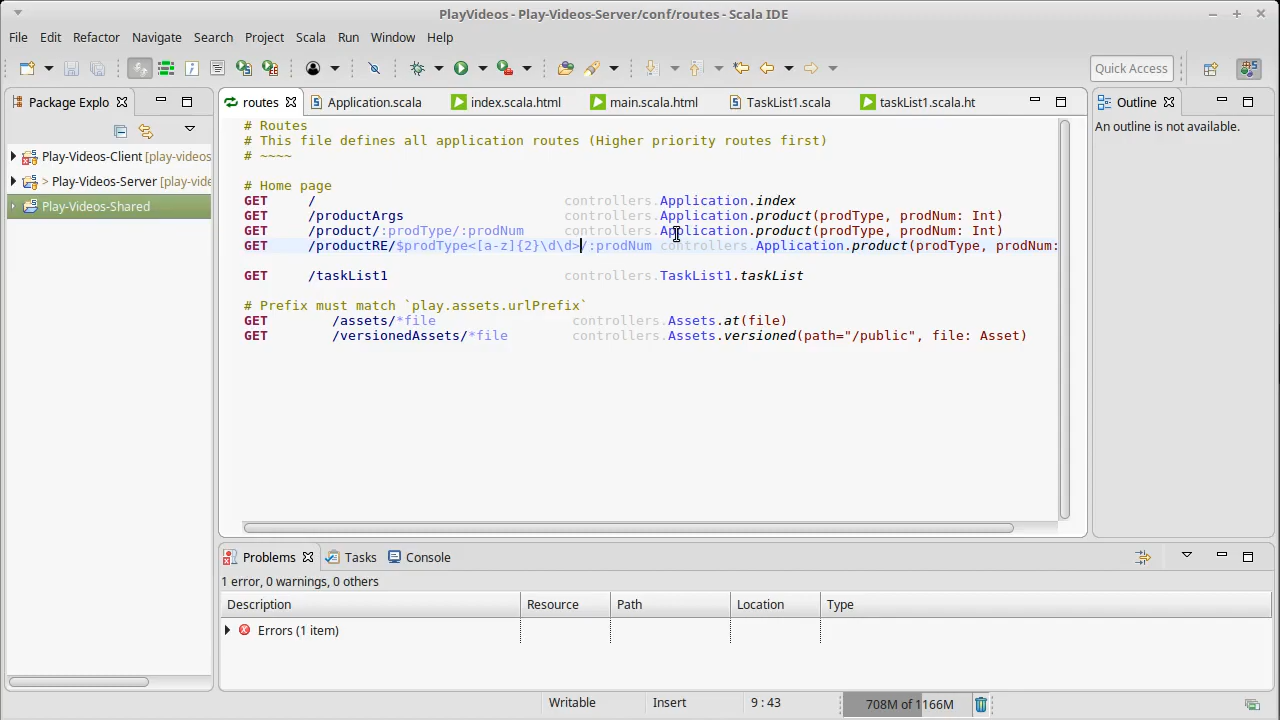 PlayVideos - Play-Videos-Server/conf/routes - Scala IDE
File Edit Refactor Navigate Search Project Scala Run Window Help
Quick Access
Package Explo
routes
Application.scala
index.scala.html
main.scala.html
TaskList1.scala
taskList1.scala.ht
Outline
Play-Videos-Client [play-videos
> Play-Videos-Server [play-vide
Play-Videos-Shared
# Routes
# This file defines all application routes (Higher priority routes first)
# ~~~~
# Home page
GET / controllers.Application.index
GET /productArgs controllers.Application.product(prodType, prodNum: Int)
GET /product/:prodType/:prodNum controllers.Application.product(prodType, prodNum: Int)
GET /productRE/$prodType<[a-z]{2}\d\d>/:prodNum controllers.Application.product(prodType, prodNum:
GET /taskList1 controllers.TaskList1.taskList
# Prefix must match `play.assets.urlPrefix`
GET /assets/*file controllers.Assets.at(file)
GET /versionedAssets/*file controllers.Assets.versioned(path="/public", file: Asset)
An outline is not available.
Problems
Tasks
Console
1 error, 0 warnings, 0 others
Description Resource Path Location Type
Errors (1 item)
Writable Insert 9 : 43 708M of 1166M